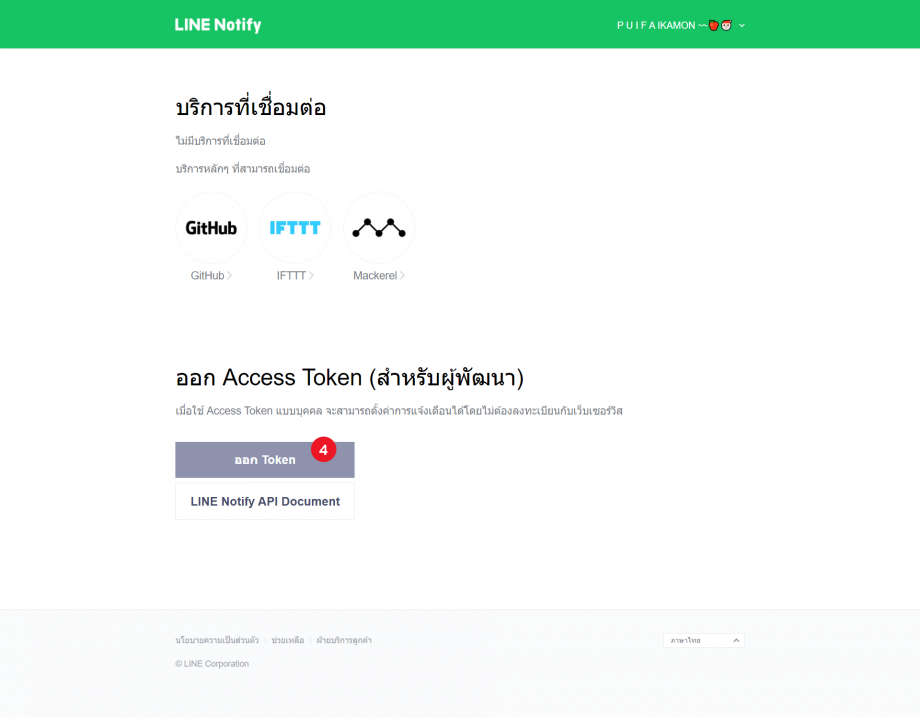 LINE Notify
P U I F A IKAMON ~~🍎🎅
บริการที่เชื่อมต่อ
ไม่มีบริการที่เชื่อมต่อ
บริการหลักๆ ที่สามารถเชื่อมต่อ
GitHub IFTTT
GitHub IFTTT Mackerel
ออก Access Token (สำหรับผู้พัฒนา)
เมื่อใช้ Access Token แบบบุคคล จะสามารถตั้งค่าการแจ้งเตือนได้โดยไม่ต้องลงทะเบียนกับเว็บเซอร์วิส
ออก Token 4
LINE Notify API Document
นโยบายความเป็นส่วนตัว | ช่วยเหลือ | ฝ่ายบริการลูกค้า
ภาษาไทย
© LINE Corporation